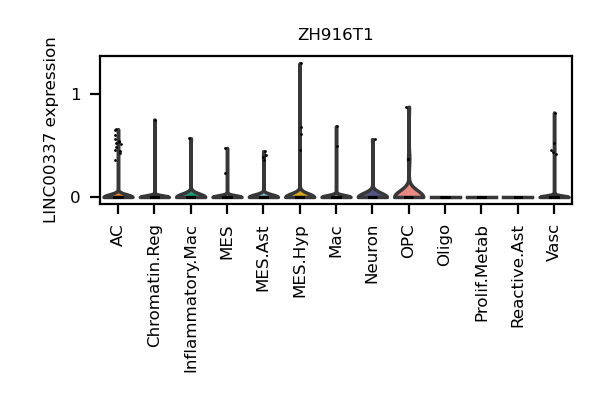 ZH916T1
LINC00337 expression
1
0
AC
Chromatin.Reg
Inflammatory.Mac
MES
MES.Ast
MES.Hyp
Mac
Neuron
OPC
Oligo
Prolif.Metab
Reactive.Ast
Vasc